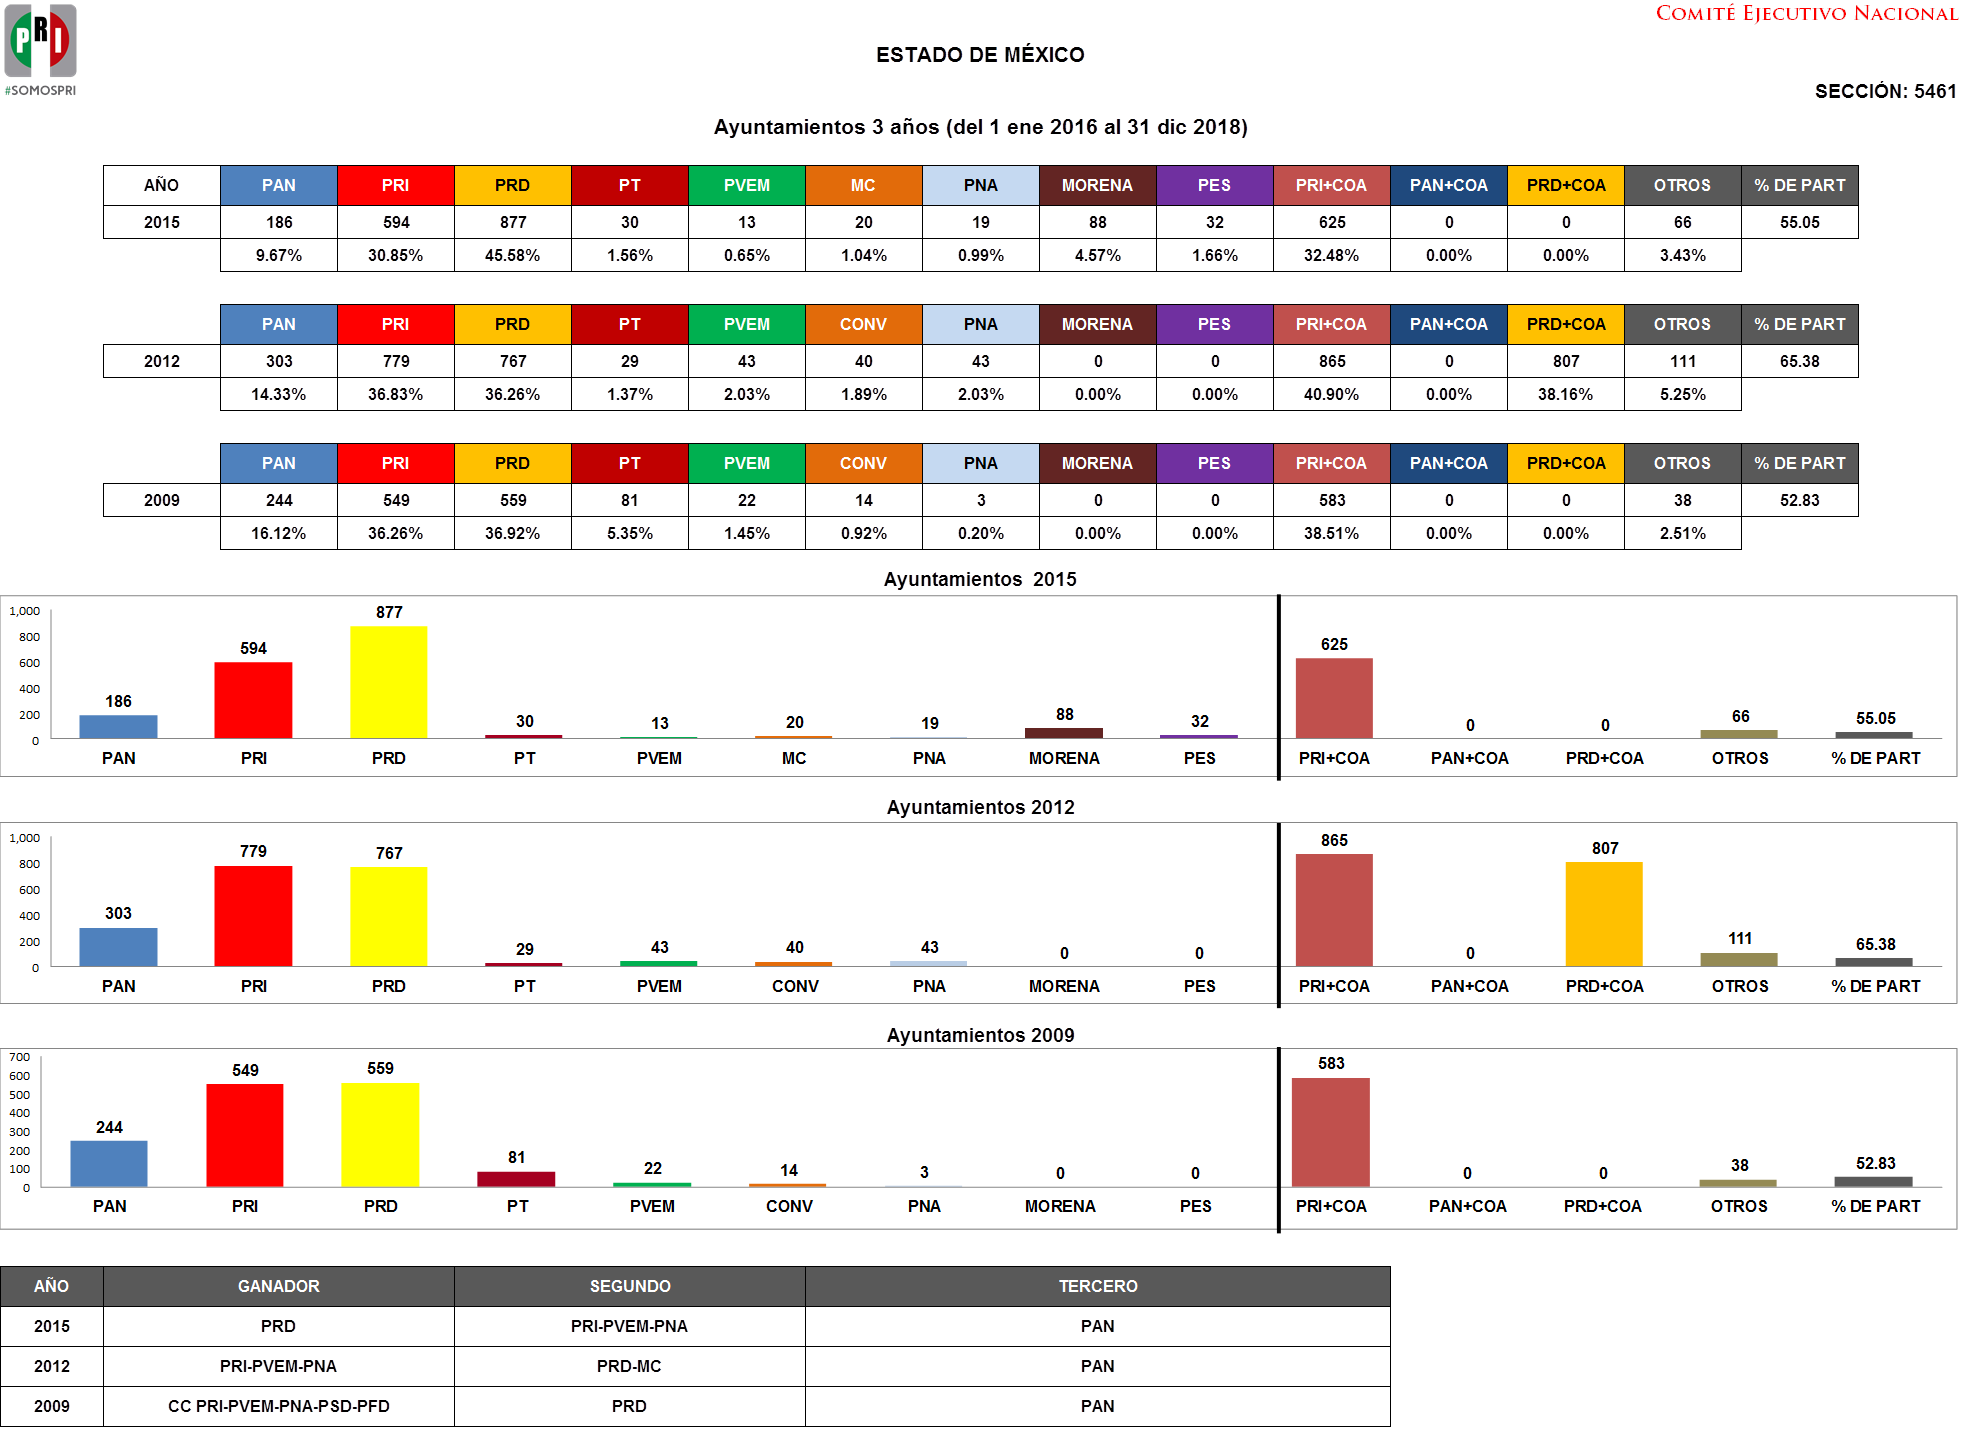 PRI
#SOMOSPRI
COMITÉ EJECUTIVO NACIONAL
ESTADO DE MÉXICO
SECCIÓN: 5461
Ayuntamientos 3 años (del 1 ene 2016 al 31 dic 2018)
AÑO PAN PRI PRD PT PVEM MC PNA MORENA PES PRI+COA PAN+COA PRD+COA OTROS % DE PART
2015 186 594 877 30 13 20 19 88 32 625 0 0 66 55.05
9.67% 30.85% 45.58% 1.56% 0.65% 1.04% 0.99% 4.57% 1.66% 32.48% 0.00% 0.00% 3.43%
PAN PRI PRD PT PVEM CONV PNA MORENA PES PRI+COA PAN+COA PRD+COA OTROS % DE PART
2012 303 779 767 29 43 40 43 0 0 865 0 807 111 65.38
14.33% 36.83% 36.26% 1.37% 2.03% 1.89% 2.03% 0.00% 0.00% 40.90% 0.00% 38.16% 5.25%
PAN PRI PRD PT PVEM CONV PNA MORENA PES PRI+COA PAN+COA PRD+COA OTROS % DE PART
2009 244 549 559 81 22 14 3 0 0 583 0 0 38 52.83
16.12% 36.26% 36.92% 5.35% 1.45% 0.92% 0.20% 0.00% 0.00% 38.51% 0.00% 0.00% 2.51%
Ayuntamientos 2015
1,000
800
600
400
200
0
186 594 877 30 13 20 19 88 32 625 0 0 66 55.05
PAN PRI PRD PT PVEM MC PNA MORENA PES PRI+COA PAN+COA PRD+COA OTROS % DE PART
Ayuntamientos 2012
1,000
800
600
400
200
0
303 779 767 29 43 40 43 0 0 865 0 807 111 65.38
PAN PRI PRD PT PVEM CONV PNA MORENA PES PRI+COA PAN+COA PRD+COA OTROS % DE PART
Ayuntamientos 2009
700
600
500
400
300
200
100
0
244 549 559 81 22 14 3 0 0 583 0 0 38 52.83
PAN PRI PRD PT PVEM CONV PNA MORENA PES PRI+COA PAN+COA PRD+COA OTROS % DE PART
AÑO GANADOR SEGUNDO TERCERO
2015 PRD PRI-PVEM-PNA PAN
2012 PRI-PVEM-PNA PRD-MC PAN
2009 CC PRI-PVEM-PNA-PSD-PFD PRD PAN